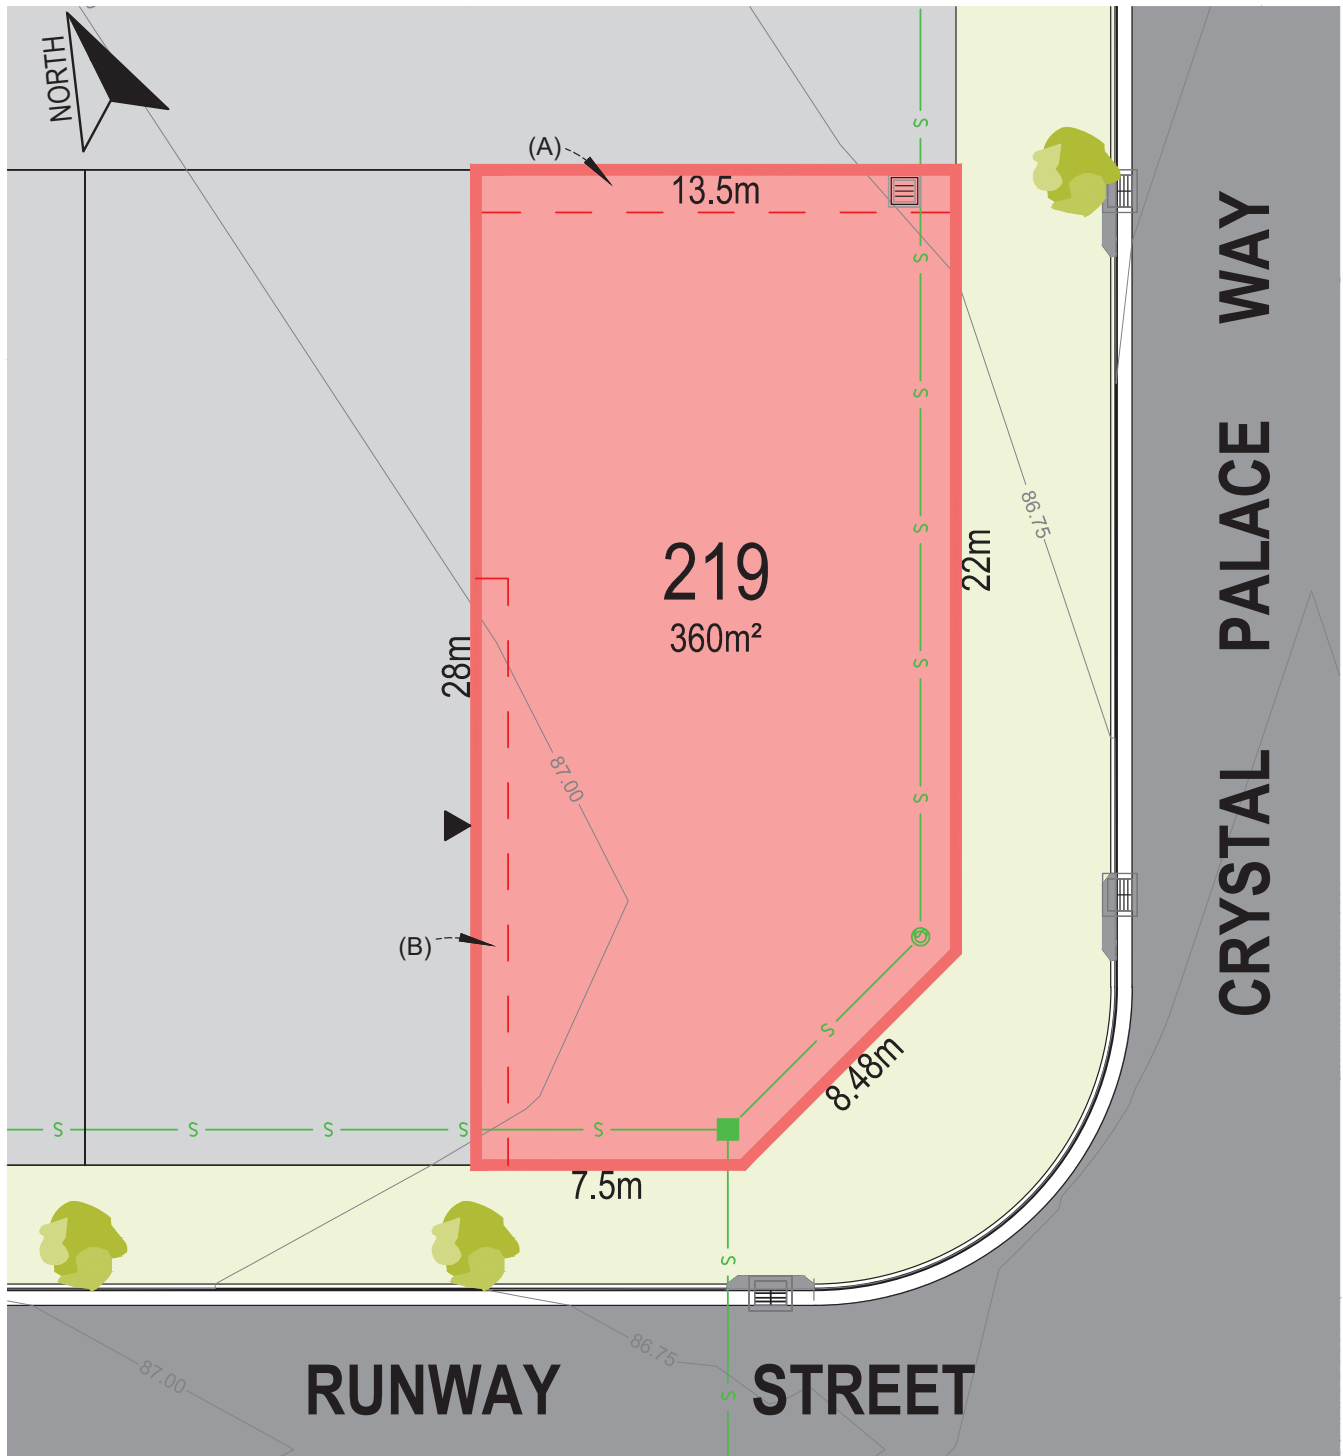 NORTH
(A)
13.5m
S
S
S
S
S
S
S
S
S
S
S
S
S
S
86.75
22m
219
360m²
28m
87.00
(B)
8.48m
7.5m
CRYSTAL PALACE WAY
87.00
86.75
RUNWAY STREET